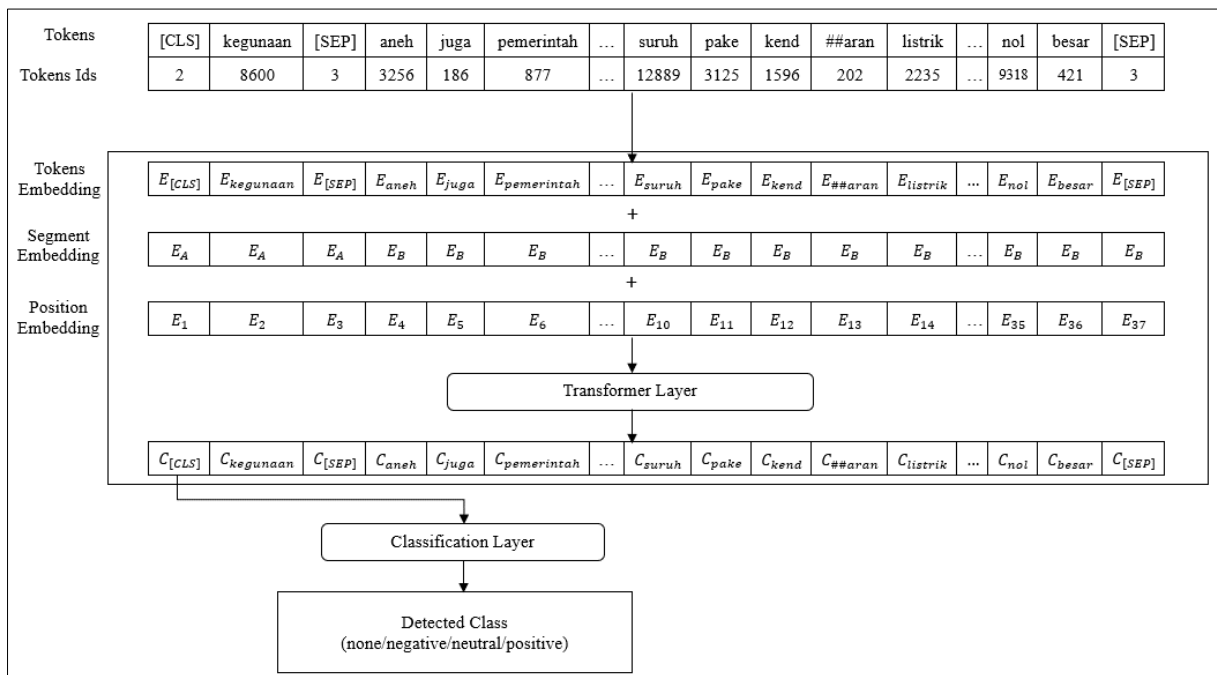 Tokens [CLS] kegunaan [SEP] aneh juga pemerintah ... suruh pake kend ##aran listrik ... nol besar [SEP]
Tokens Ids 2 8600 3 3256 186 877 ... 12889 3125 1596 202 2235 ... 9318 421 3
Tokens
Embedding
E[CLS] Ekegunaan E[SEP] Eaneh Ejuga Epemerintah ... Esuruh Epake Ekend E##aran Elistrik ... Enol Ebesar E[SEP]
+
Segment
Embedding
EA EA EA EB EB EB ... EB EB EB EB EB ... EB EB EB
+
Position
Embedding
E1 E2 E3 E4 E5 E6 ... E10 E11 E12 E13 E14 ... E35 E36 E37
Transformer Layer
C[CLS] Ckegunaan C[SEP] Caneh Cjuga Cpemerintah ... Csuruh Cpake Ckend C##aran Clistrik ... Cnol Cbesar C[SEP]
Classification Layer
Detected Class
(none/negative/neutral/positive)